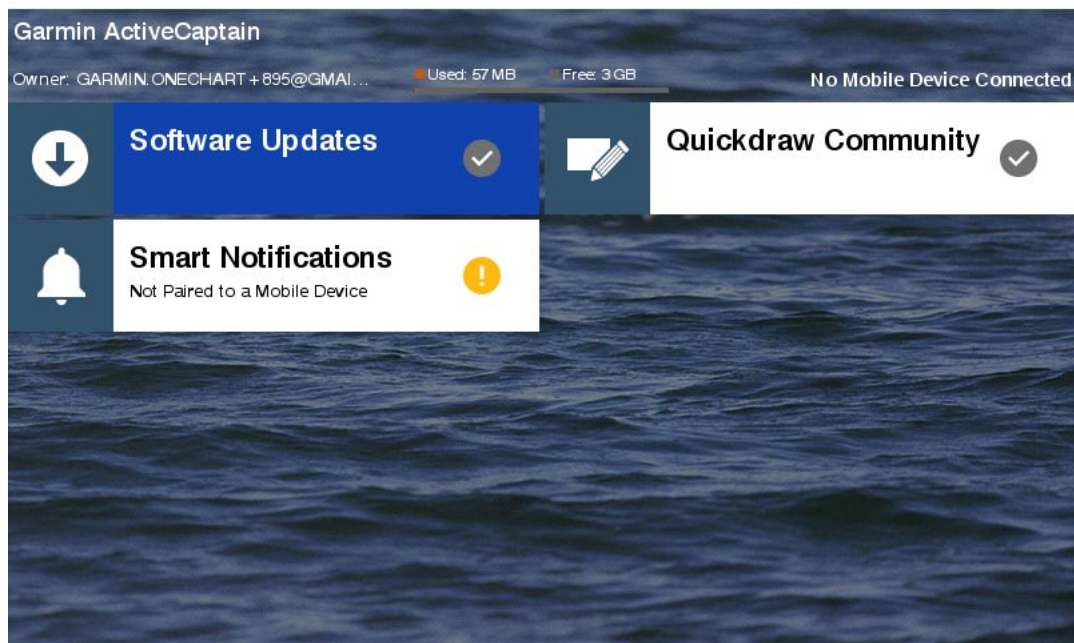 Garmin ActiveCaptain
Owner: GARMIN.ONECHART+895@GMAI...
Used: 57 MB
Free: 3 GB
No Mobile Device Connected
Software Updates
Quickdraw Community
Smart Notifications
Not Paired to a Mobile Device